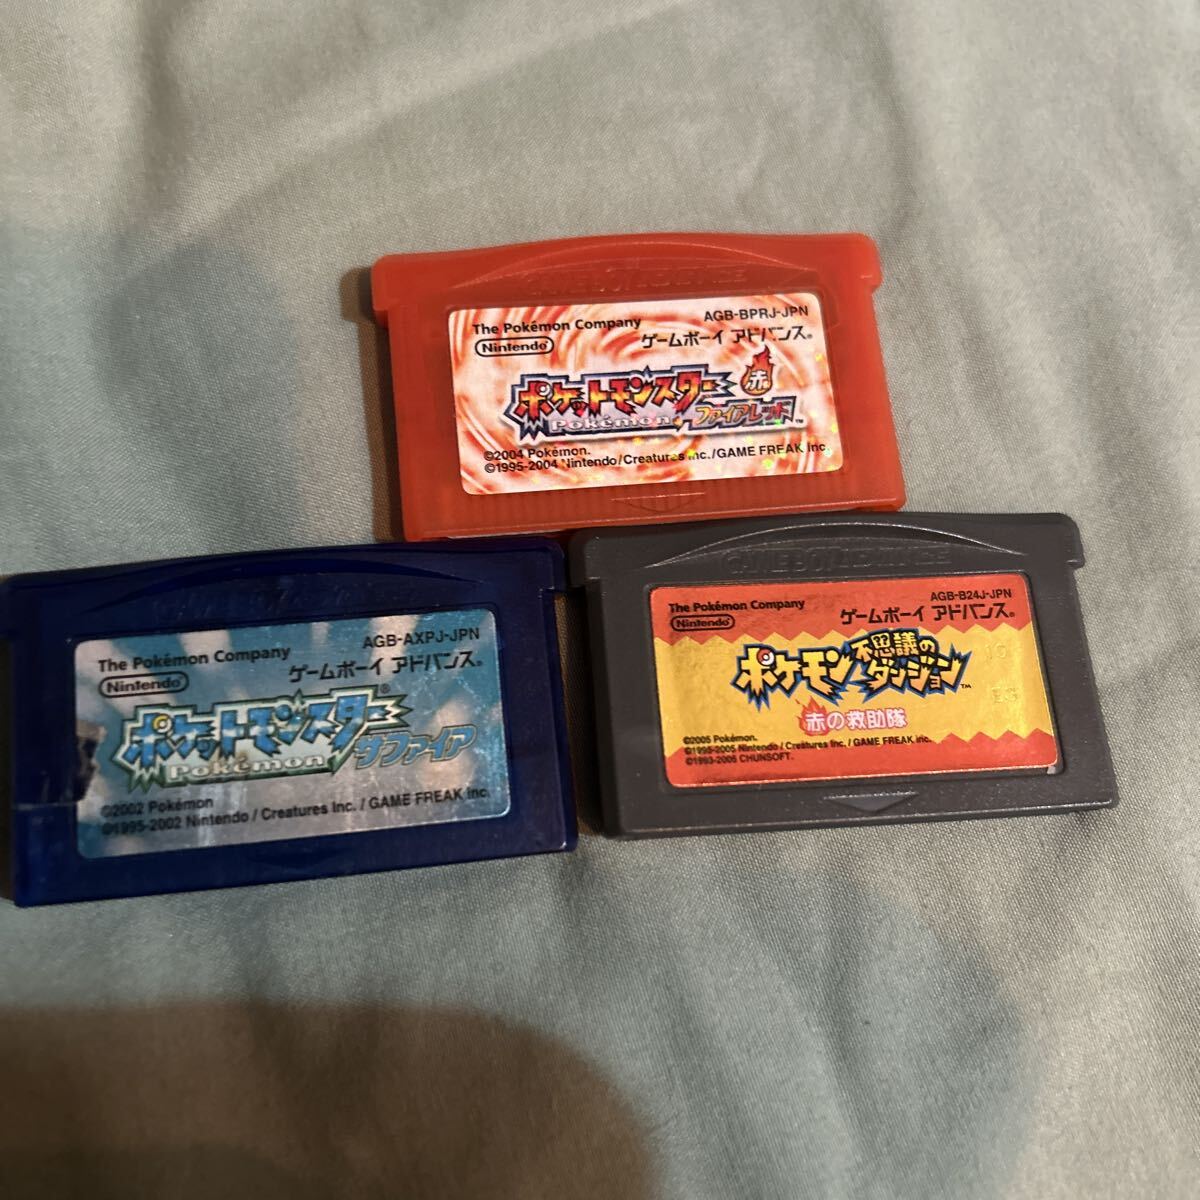 GAME BOY ADVANCE
The Pokémon Company
AGB-BPRJ-JPN
Nintendo
ゲームボーイ アドバンス®
ポケットモンスター 赤
Pokémon ファイアレッド™
©2004 Pokémon.
©1995-2004 Nintendo/Creatures Inc./GAME FREAK inc.
AGB-AXPJ-JPN
The Pokémon Company
Nintendo
ゲームボーイ アドバンス®
ポケットモンスター®
Pokémon サファイア
©2002 Pokémon
©1995-2002 Nintendo / Creatures Inc. / GAME FREAK inc.
GAME BOY ADVANCE
The Pokémon Company
AGB-B24J-JPN
Nintendo
ゲームボーイ アドバンス®
ポケモン不思議のダンジョン™
赤の救助隊
©2005 Pokémon.
©1995-2005 Nintendo / Creatures Inc. / GAME FREAK inc.
©1993-2005 CHUNSOFT.